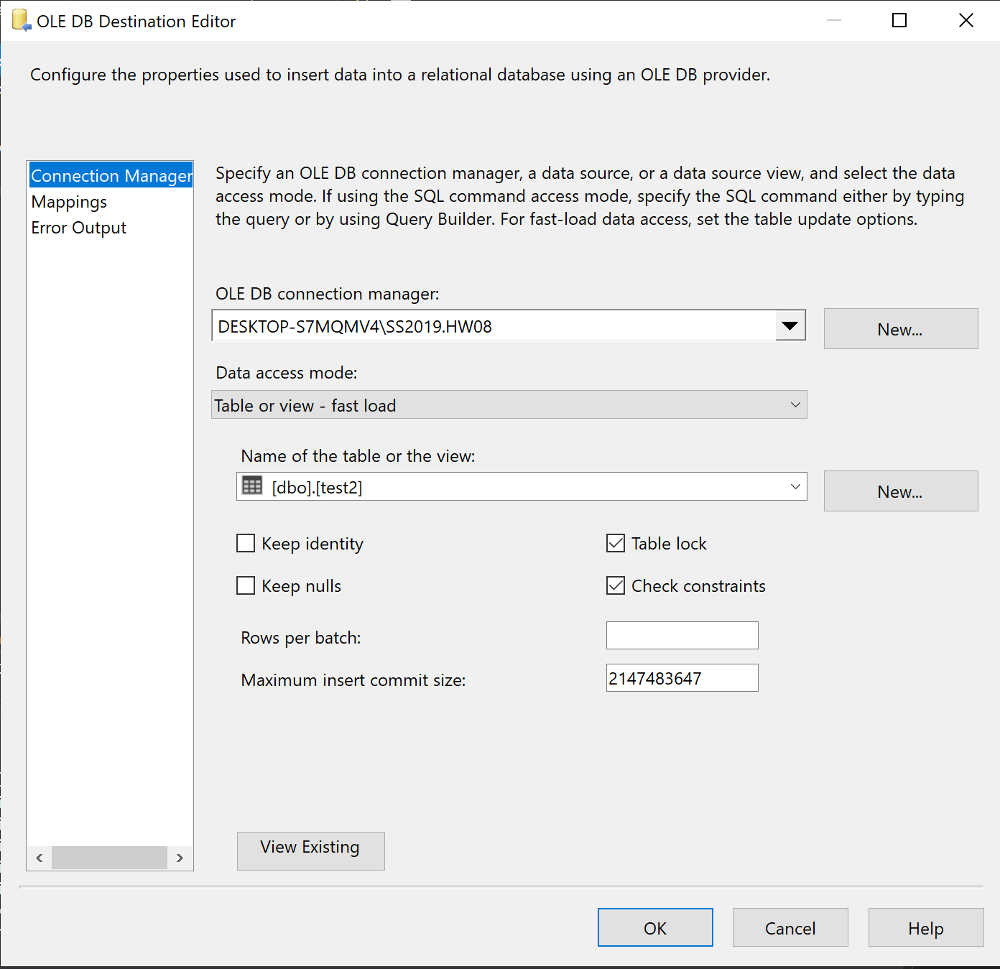 OLE DB Destination Editor
Configure the properties used to insert data into a relational database using an OLE DB provider.
Connection Manager
Mappings
Error Output
Specify an OLE DB connection manager, a data source, or a data source view, and select the data
access mode. If using the SQL command access mode, specify the SQL command either by typing
the query or by using Query Builder. For fast-load data access, set the table update options.
OLE DB connection manager:
DESKTOP-S7MQMV4\SS2019.HW08
New...
Data access mode:
Table or view - fast load
Name of the table or the view:
[dbo].[test2]
New...
Keep identity
Table lock
Keep nulls
Check constraints
Rows per batch:
Maximum insert commit size:
2147483647
View Existing
OK
Cancel
Help